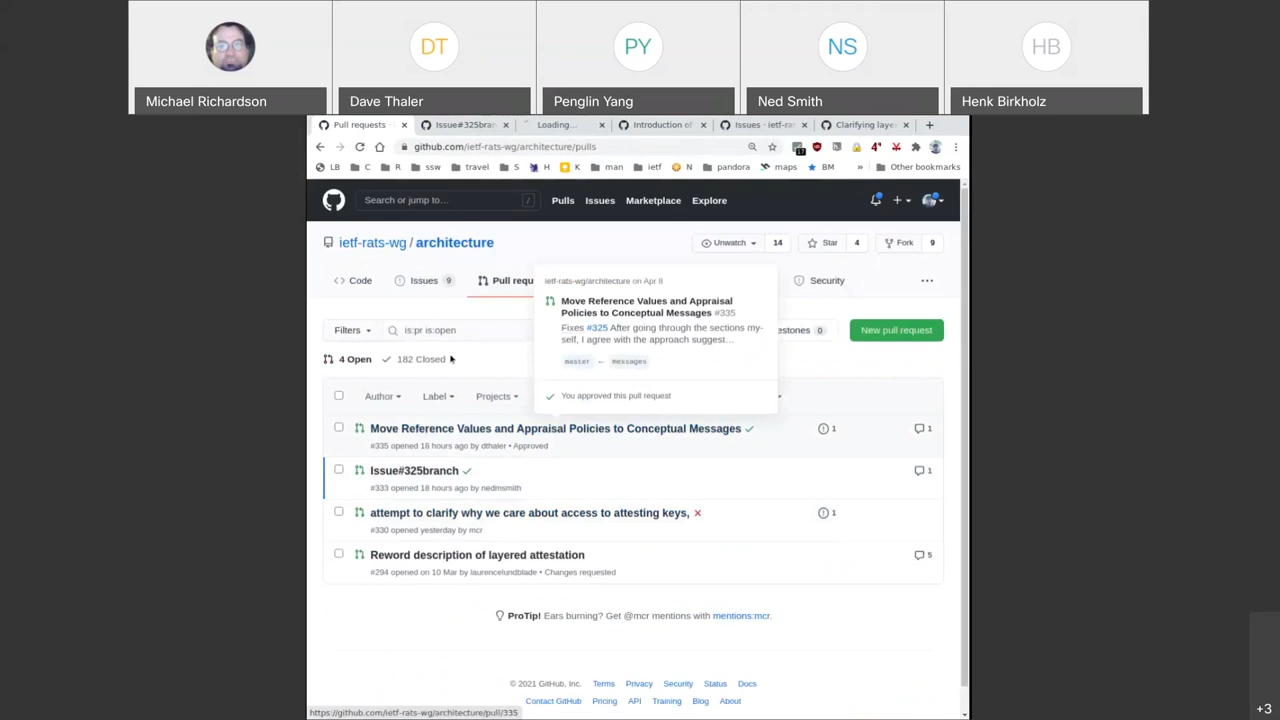 DT
PY
NS
HB
Michael Richardson
Dave Thaler
Penglin Yang
Ned Smith
Henk Birkholz
Pull requests -
Issue#325bran
Loading...
Introduction of
Issues - ietf-ra
Clarifying laye
github.com/ietf-rats-wg/architecture/pulls
17
LB
C
R
ssw
travel
S
H
K
man
ietf
N
pandora
maps
BM
»
Other bookmarks
Search or jump to…
/
Pulls
Issues
Marketplace
Explore
ietf-rats-wg / architecture
Unwatch
14
Star
4
Fork
9
Code
Issues 9
Pull requ
Security
ietf-rats-wg/architecture on Apr 8
Move Reference Values and Appraisal
Policies to Conceptual Messages #335
Fixes #325 After going through the sections my-
self, I agree with the approach suggest…
master ← messages
You approved this pull request
Filters
is:pr is:open
estones 0
New pull request
4 Open
182 Closed
Author
Label
Projects
Move Reference Values and Appraisal Policies to Conceptual Messages
1
1
#335 opened 18 hours ago by dthaler • Approved
Issue#325branch
1
#333 opened 18 hours ago by nedmsmith
attempt to clarify why we care about access to attesting keys,
1
#330 opened yesterday by mcr
Reword description of layered attestation
5
#294 opened on 10 Mar by laurencelundblade • Changes requested
ProTip! Ears burning? Get @mcr mentions with mentions:mcr.
© 2021 GitHub, Inc.
Terms
Privacy
Security
Status
Docs
Contact GitHub
Pricing
API
Training
Blog
About
https://github.com/ietf-rats-wg/architecture/pull/335
+3